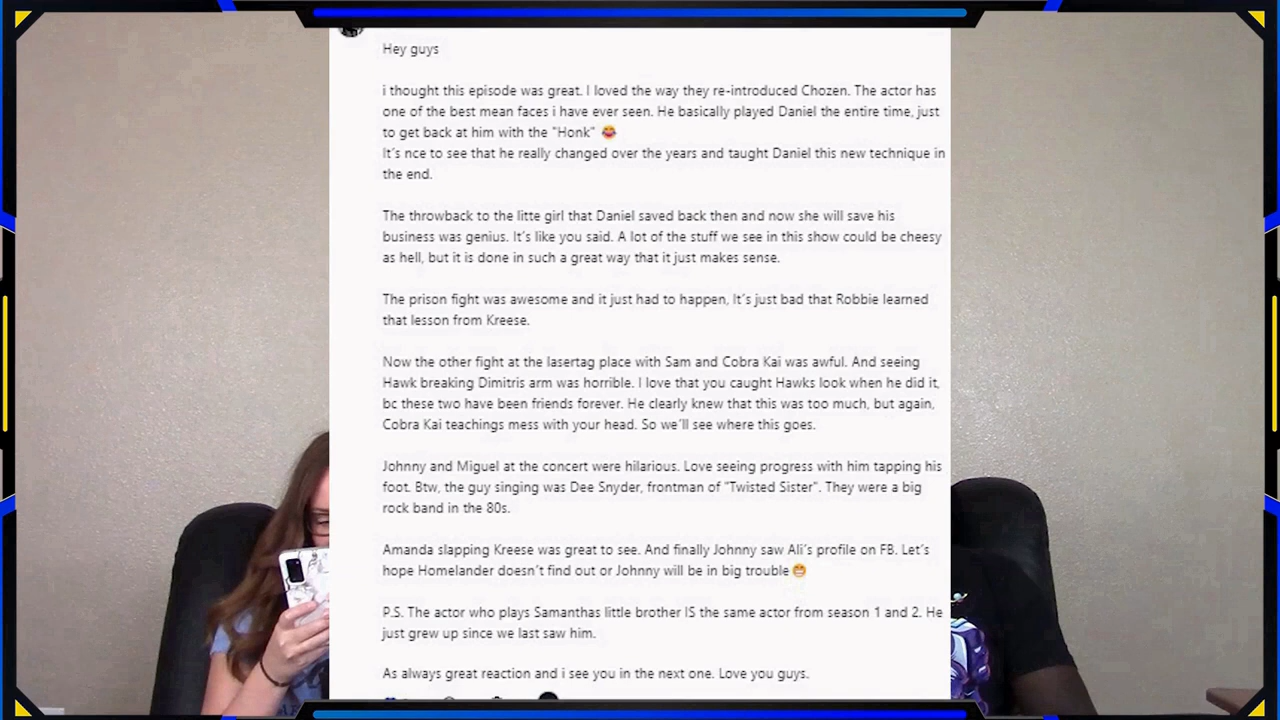 Hey guys
i thought this episode was great. I loved the way they re-introduced Chozen. The actor has
one of the best mean faces i have ever seen. He basically played Daniel the entire time, just
to get back at him with the "Honk" 😂
It's nce to see that he really changed over the years and taught Daniel this new technique in
the end.
The throwback to the litte girl that Daniel saved back then and now she will save his
business was genius. It's like you said. A lot of the stuff we see in this show could be cheesy
as hell, but it is done in such a great way that it just makes sense.
The prison fight was awesome and it just had to happen, It's just bad that Robbie learned
that lesson from Kreese.
Now the other fight at the lasertag place with Sam and Cobra Kai was awful. And seeing
Hawk breaking Dimitris arm was horrible. I love that you caught Hawks look when he did it,
bc these two have been friends forever. He clearly knew that this was too much, but again,
Cobra Kai teachings mess with your head. So we'll see where this goes.
Johnny and Miguel at the concert were hilarious. Love seeing progress with him tapping his
foot. Btw, the guy singing was Dee Snyder, frontman of "Twisted Sister". They were a big
rock band in the 80s.
Amanda slapping Kreese was great to see. And finally Johnny saw Ali's profile on FB. Let's
hope Homelander doesn't find out or Johnny will be in big trouble 😁
P.S. The actor who plays Samanthas little brother IS the same actor from season 1 and 2. He
just grew up since we last saw him.
As always great reaction and i see you in the next one. Love you guys.